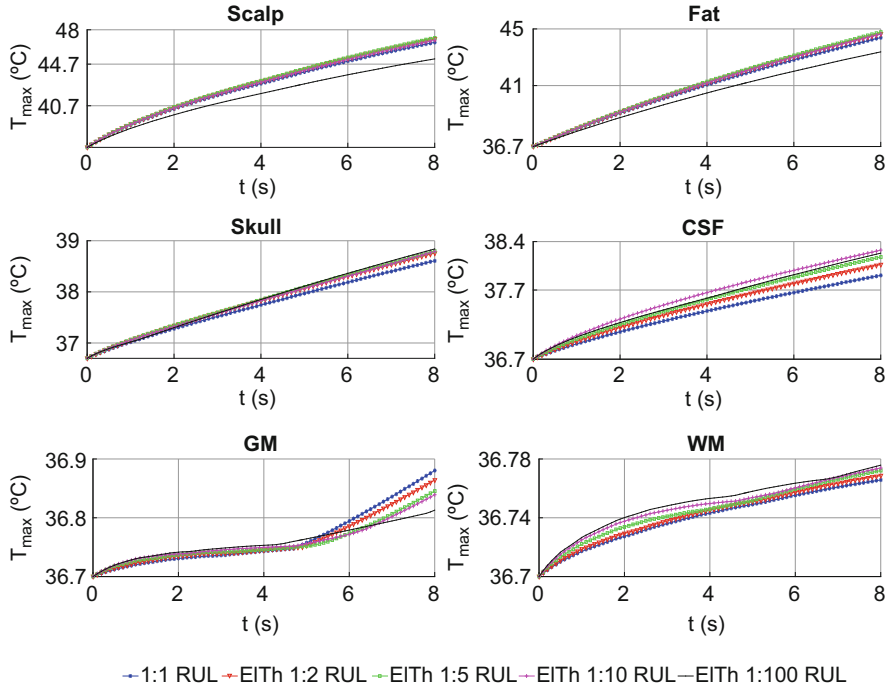 Scalp
48
44.7
40.7
T_max (ºC)
0 2 4 6 8
t (s)
Fat
45
41
36.7
T_max (ºC)
0 2 4 6 8
t (s)
Skull
39
38
37
T_max (ºC)
0 2 4 6 8
t (s)
CSF
38.4
37.7
36.7
T_max (ºC)
0 2 4 6 8
t (s)
GM
36.9
36.8
36.7
T_max (ºC)
0 2 4 6 8
t (s)
WM
36.78
36.74
36.7
T_max (ºC)
0 2 4 6 8
t (s)
1:1 RUL ElTh 1:2 RUL ElTh 1:5 RUL ElTh 1:10 RUL ElTh 1:100 RUL